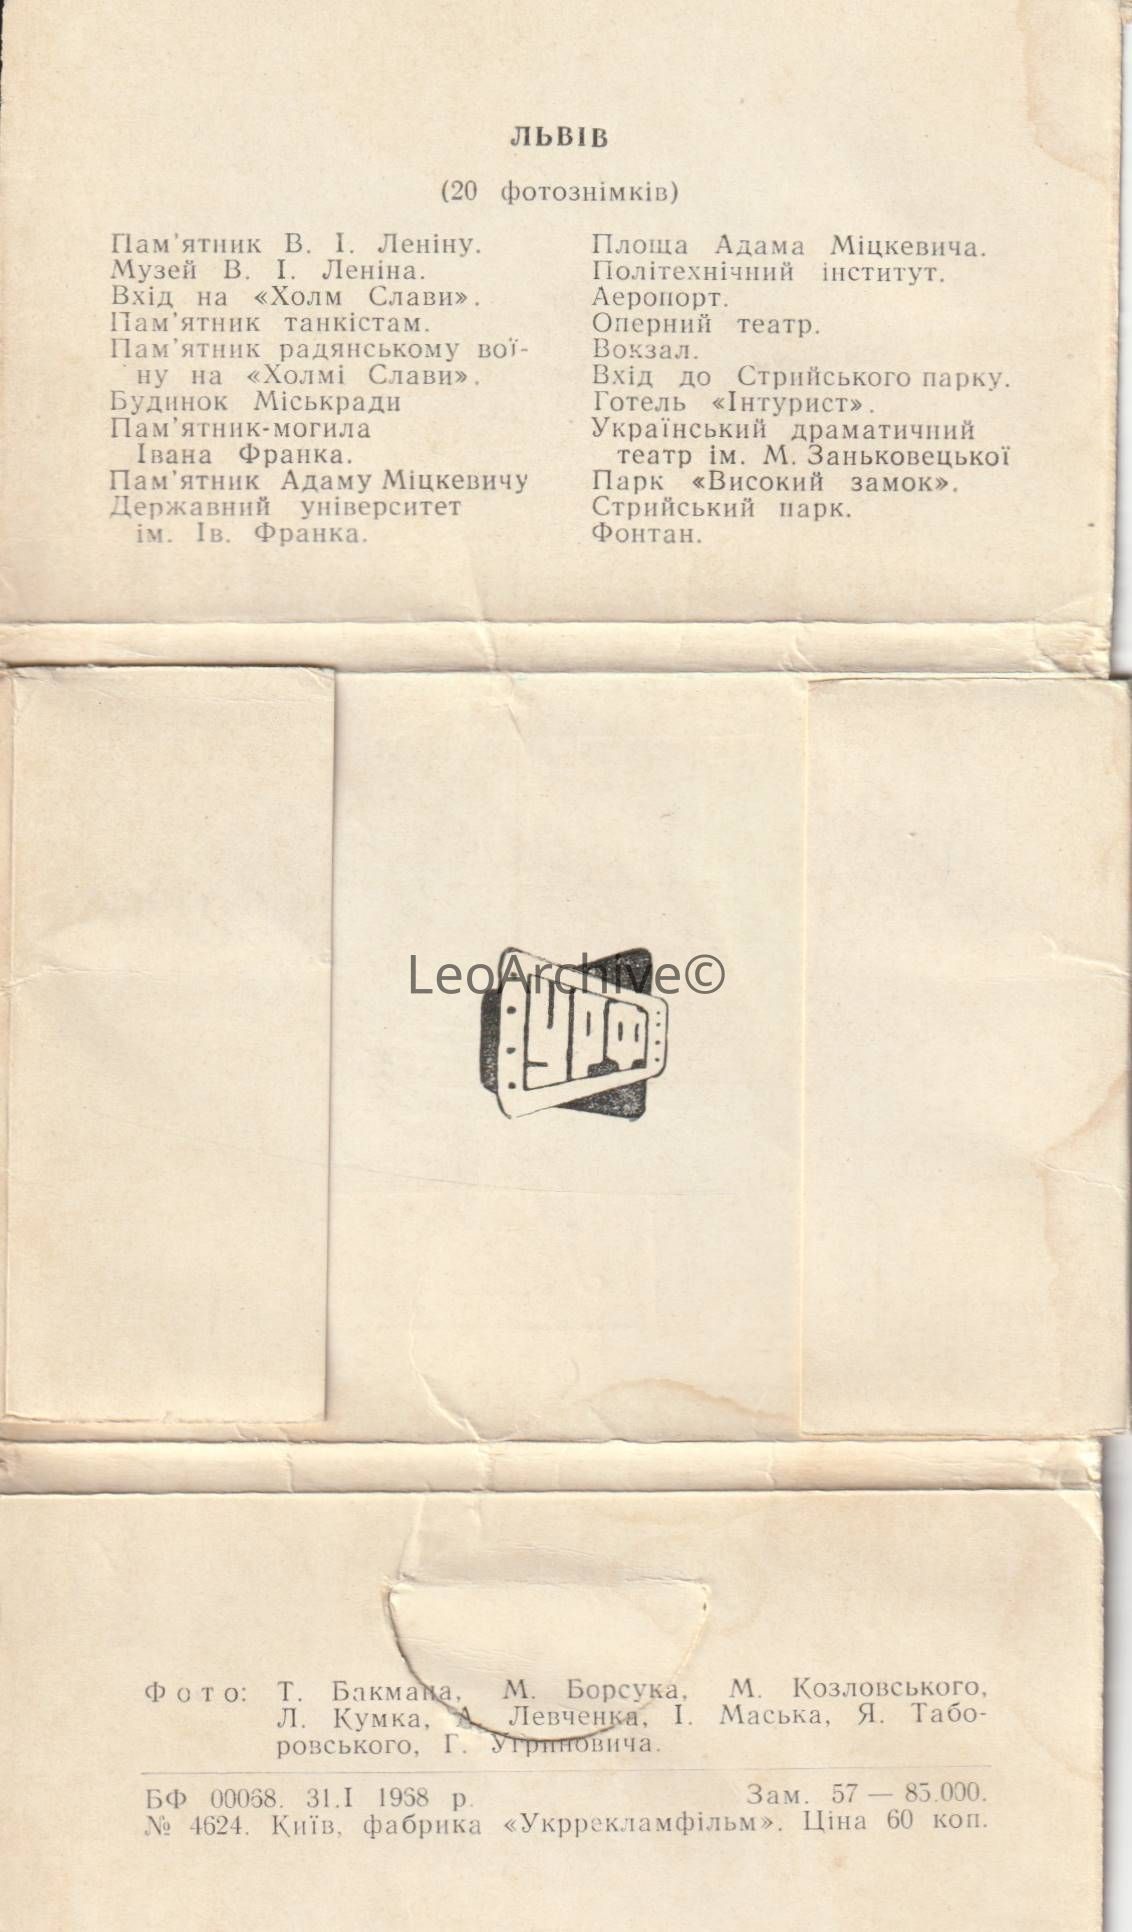 ЛЬВІВ
(20 фотознімків)
Пам'ятник В. І. Леніну.
Музей В. І. Леніна.
Вхід на «Холм Слави».
Пам'ятник танкістам.
Пам'ятник радянському вої-
ну на «Холмі Слави».
Будинок Міськради
Пам'ятник-могила
Івана Франка.
Пам'ятник Адаму Міцкевичу
Державний університет
ім. Ів. Франка.
Площа Адама Міцкевича.
Політехнічний інститут.
Аеропорт.
Оперний театр.
Вокзал.
Вхід до Стрийського парку.
Готель «Інтурист».
Український драматичний
театр ім. М. Заньковецької
Парк «Високий замок».
Стрийський парк.
Фонтан.
LeoArchive©
УРФ
Фото: Т. Бакмана, М. Борсука, М. Козловського,
Л. Кумка, А. Левченка, І. Маська, Я. Табо-
ровського, Г. Угриновича.
БФ 00068. 31.І 1968 р. Зам. 57 — 85.000.
№ 4624. Київ, фабрика «Укррекламфільм». Ціна 60 коп.